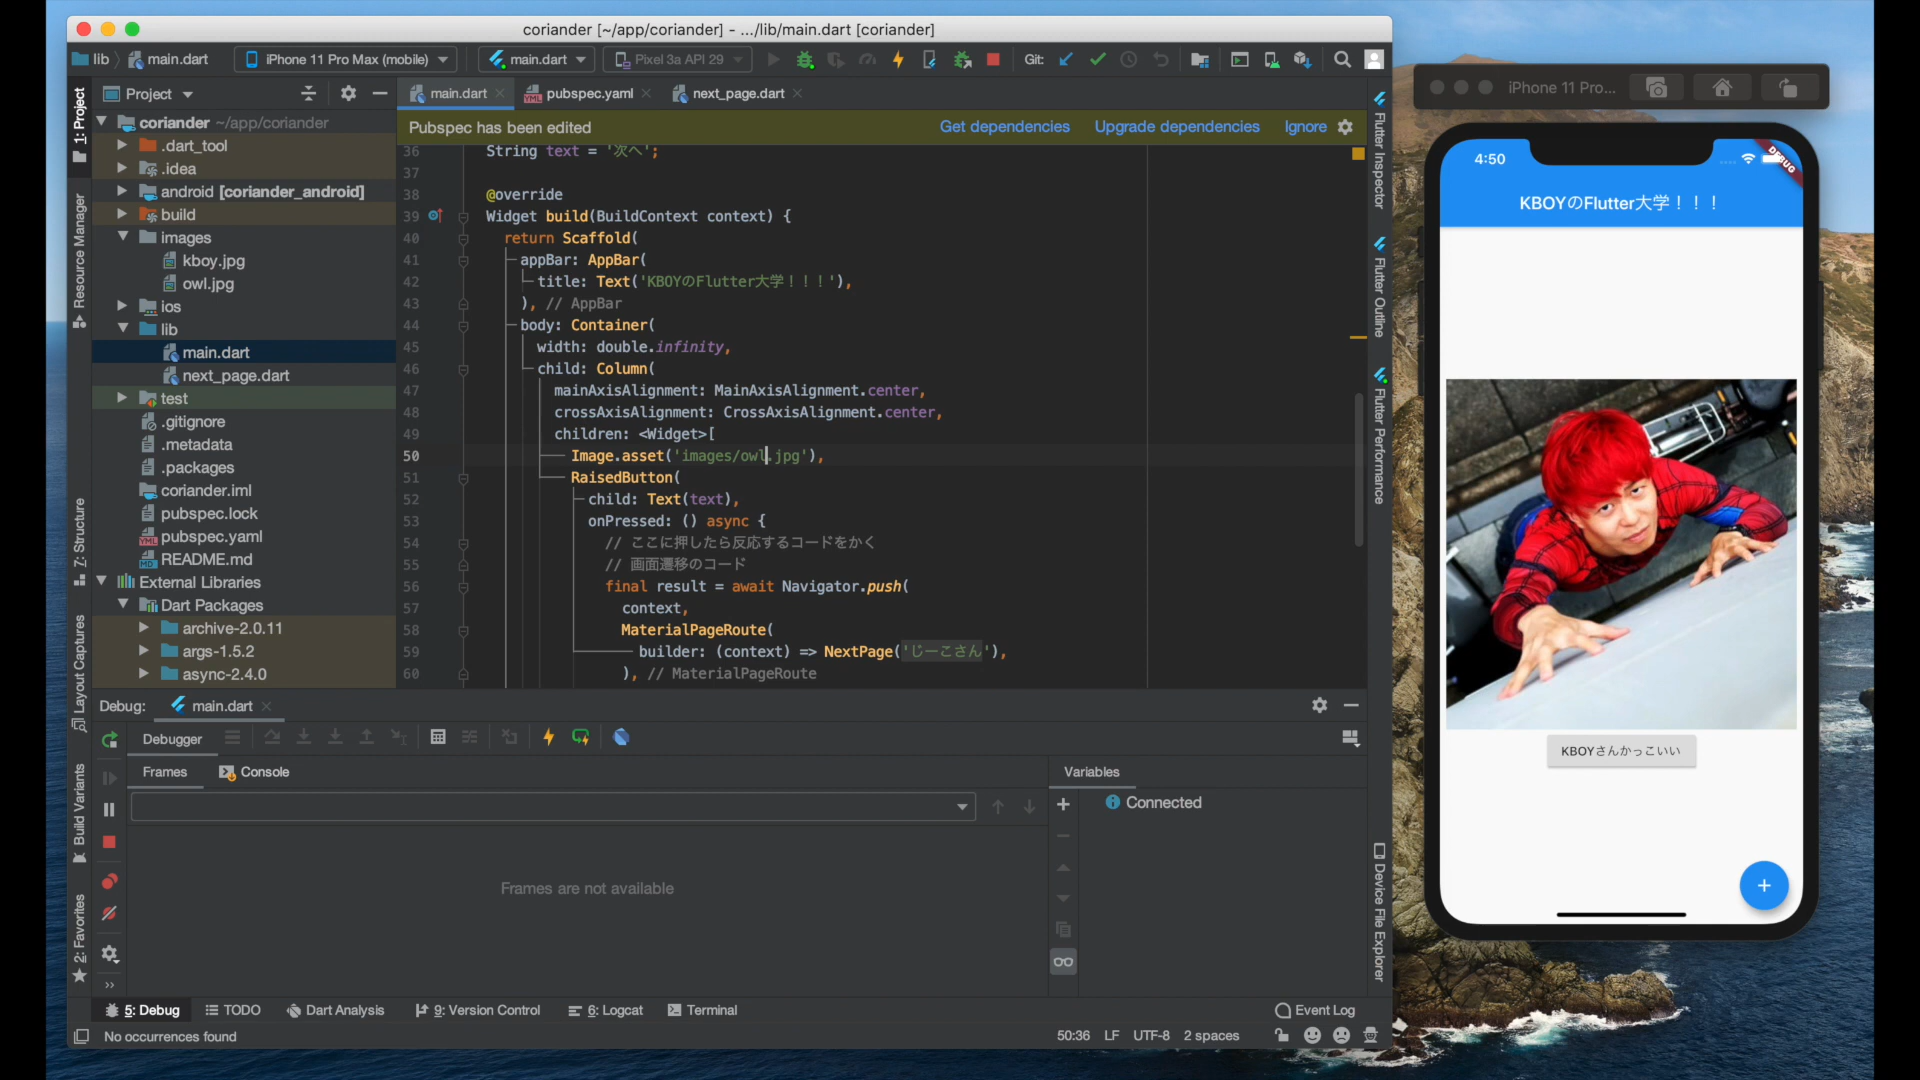 coriander [~/app/coriander] - .../lib/main.dart [coriander]
lib main.dart iPhone 11 Pro Max (mobile) main.dart Pixel 3a API 29 Git:
1: Project
Resource Manager
Z: Structure
Layout Captures
Build Variants
2: Favorites
Project
coriander ~/app/coriander
.dart_tool
.idea
android [coriander_android]
build
images
kboy.jpg
owl.jpg
ios
lib
main.dart
next_page.dart
test
.gitignore
.metadata
.packages
coriander.iml
pubspec.lock
pubspec.yaml
README.md
External Libraries
Dart Packages
archive-2.0.11
args-1.5.2
async-2.4.0
main.dart pubspec.yaml next_page.dart
Pubspec has been edited Get dependencies Upgrade dependencies Ignore
36 String text = '次へ';
37
38 @override
39 Widget build(BuildContext context) {
40 return Scaffold(
41 appBar: AppBar(
42 title: Text('KBOYのFlutter大学！！！'),
43 ), // AppBar
44 body: Container(
45 width: double.infinity,
46 child: Column(
47 mainAxisAlignment: MainAxisAlignment.center,
48 crossAxisAlignment: CrossAxisAlignment.center,
49 children: <Widget>[
50 Image.asset('images/owl.jpg'),
51 RaisedButton(
52 child: Text(text),
53 onPressed: () async {
54 // ここに押したら反応するコードをかく
55 // 画面遷移のコード
56 final result = await Navigator.push(
57 context,
58 MaterialPageRoute(
59 builder: (context) => NextPage('じーこさん'),
60 ), // MaterialPageRoute
Flutter Inspector
Flutter Outline
Flutter Performance
Device File Explorer
Debug: main.dart
Debugger
Frames Console
Variables
Connected
Frames are not available
5: Debug TODO Dart Analysis 9: Version Control 6: Logcat Terminal Event Log
No occurrences found 50:36 LF UTF-8 2 spaces
iPhone 11 Pro...
4:50
DEBUG
KBOYのFlutter大学！！！
KBOYさんかっこいい
+